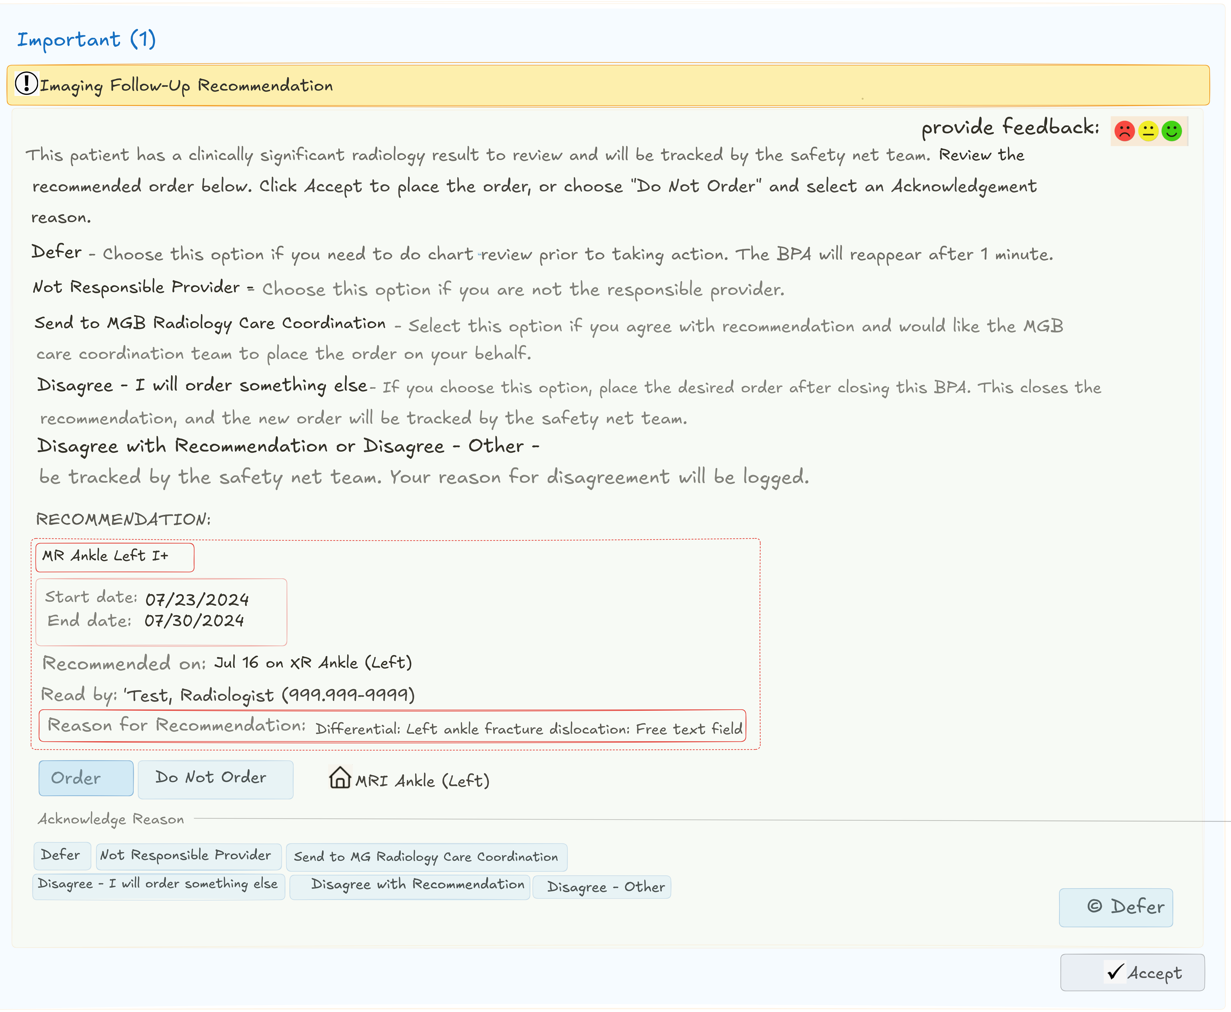 Important (1)
Imaging Follow-Up Recommendation
provide feedback:
This patient has a clinically significant radiology result to review and will be tracked by the safety net team. Review the
recommended order below. Click Accept to place the order, or choose "Do Not Order" and select an Acknowledgement
reason.
Defer - Choose this option if you need to do chart -review prior to taking action. The BPA will reappear after 1 minute.
Not Responsible Provider = Choose this option if you are not the responsible provider.
Send to MGB Radiology Care Coordination - Select this option if you agree with recommendation and would like the MGB
care coordination team to place the order on your behalf.
Disagree - I will order something else- If you choose this option, place the desired order after closing this BPA. This closes the
recommendation, and the new order will be tracked by the safety net team.
Disagree with Recommendation or Disagree - Other -
be tracked by the safety net team. Your reason for disagreement will be logged.
RECOMMENDATION:
MR Ankle Left I+
Start date: 07/23/2024
End date: 07/30/2024
Recommended on: Jul 16 on XR Ankle (Left)
Read by: 'Test, Radiologist (999.999-9999)
Reason for Recommendation: Differential: Left ankle fracture dislocation: Free text field
Order Do Not Order MRI Ankle (Left)
Acknowledge Reason
Defer Not Responsible Provider Send to MG Radiology Care Coordination
Disagree - I will order something else Disagree with Recommendation Disagree - Other
© Defer
✓ Accept